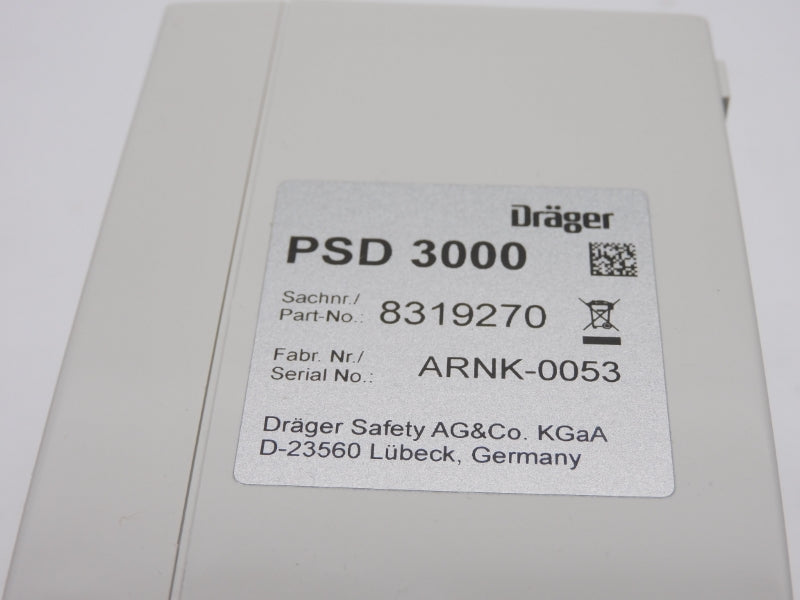 Dräger
PSD 3000
Sachnr./
Part-No.: 8319270
Fabr. Nr./
Serial No.: ARNK-0053
Dräger Safety AG&Co. KGaA
D-23560 Lübeck, Germany